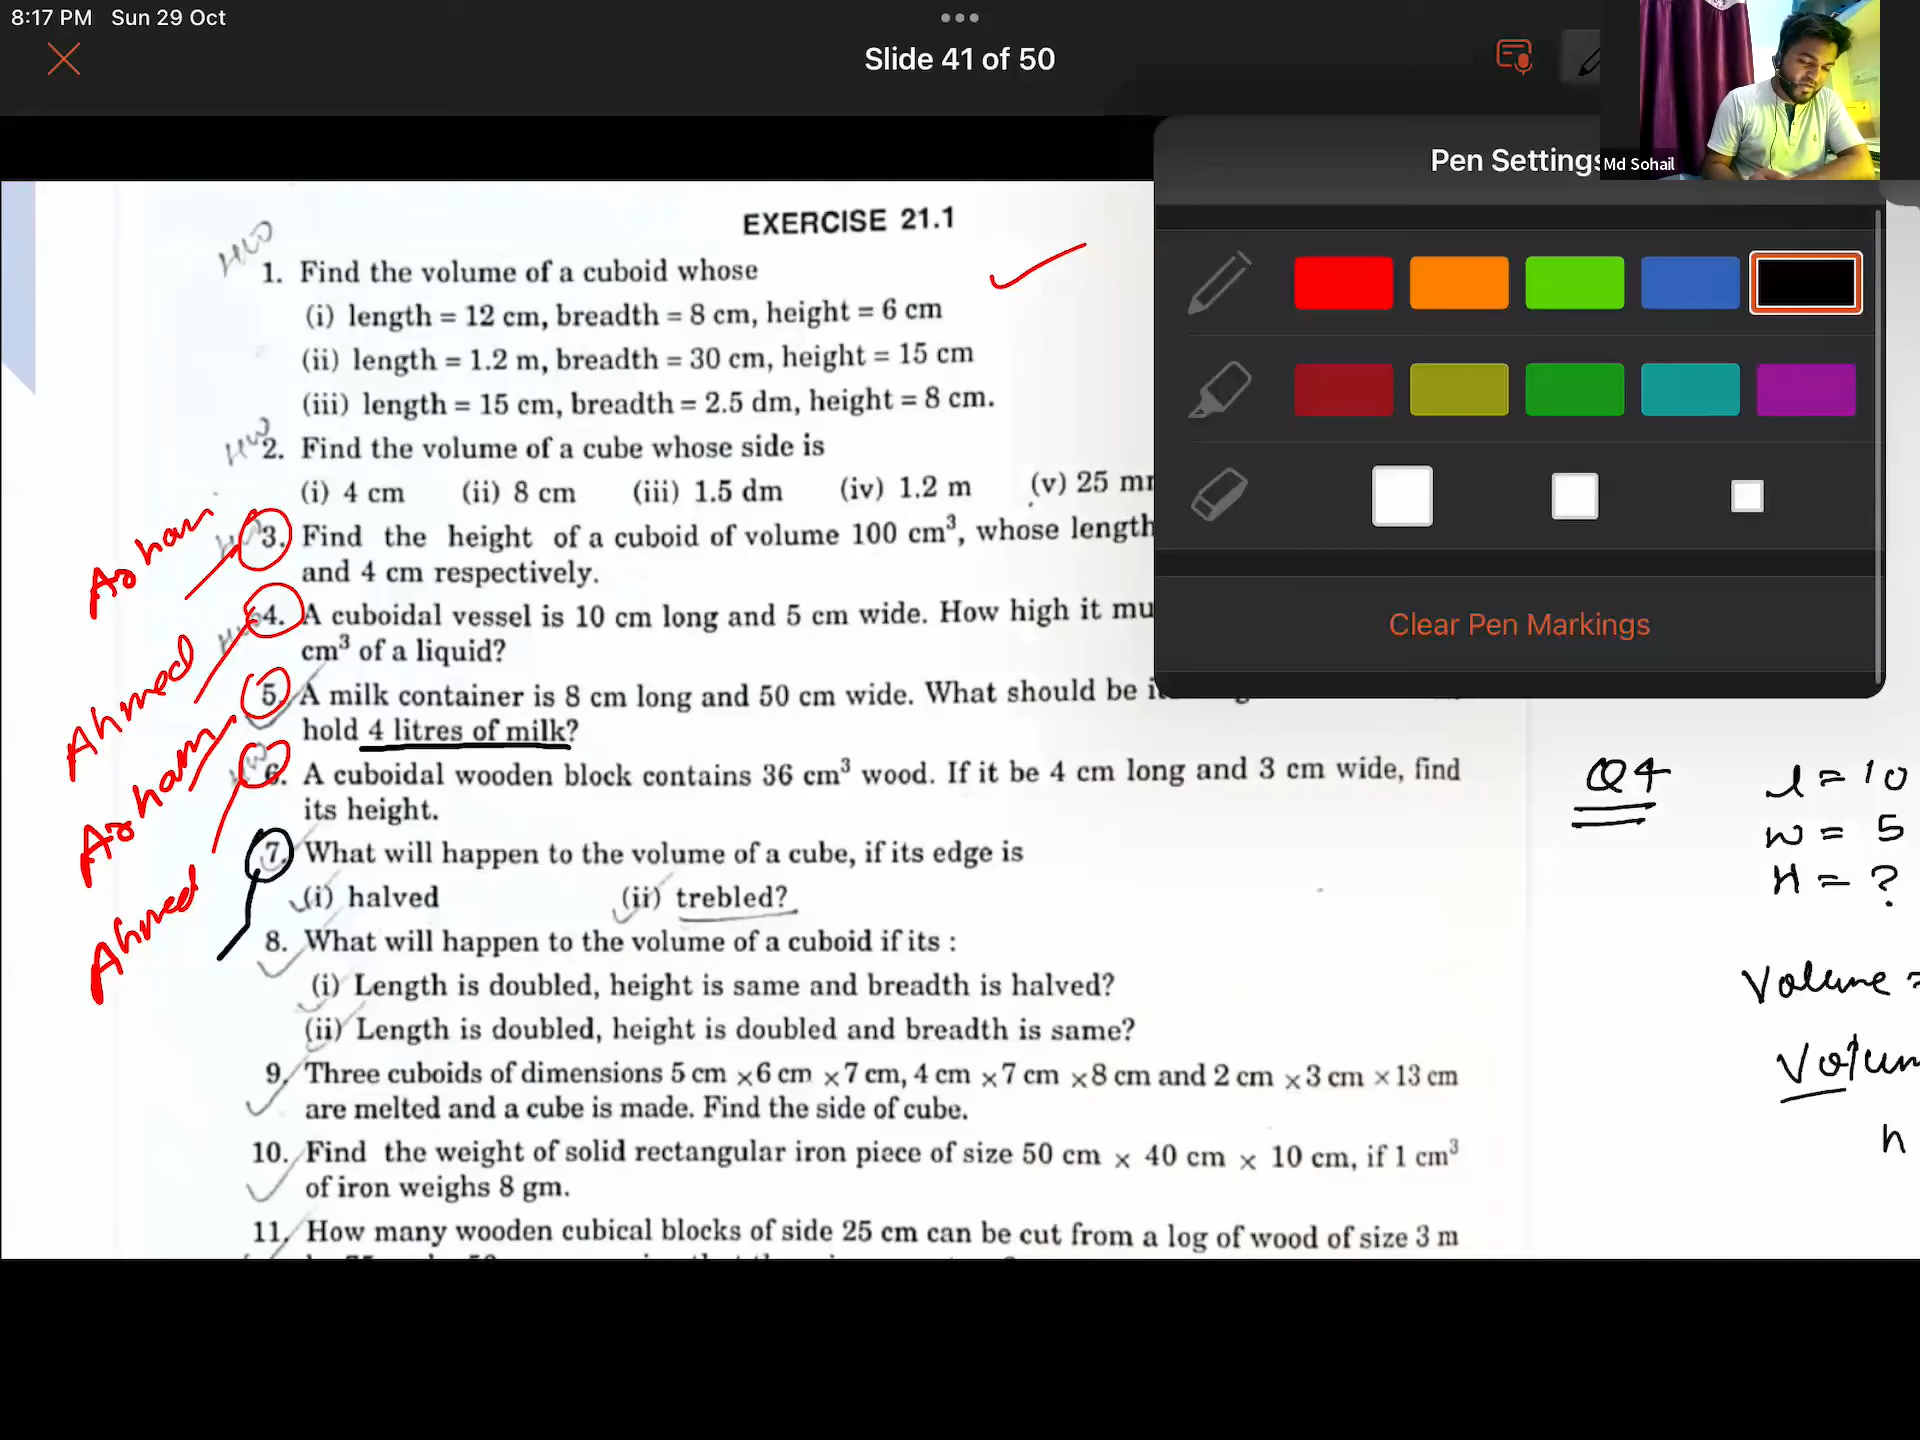 8:17 PM Sun 29 Oct
Slide 41 of 50
Pen Settings
Md Sohail
Clear Pen Markings
EXERCISE 21.1
HW
1. Find the volume of a cuboid whose
(i) length = 12 cm, breadth = 8 cm, height = 6 cm
(ii) length = 1.2 m, breadth = 30 cm, height = 15 cm
(iii) length = 15 cm, breadth = 2.5 dm, height = 8 cm.
HW
2. Find the volume of a cube whose side is
(i) 4 cm (ii) 8 cm (iii) 1.5 dm (iv) 1.2 m (v) 25
Arham
3. Find the height of a cuboid of volume 100 cm³, whose length
and 4 cm respectively.
Ahmed
4. A cuboidal vessel is 10 cm long and 5 cm wide. How high it
cm³ of a liquid?
Arham
5. A milk container is 8 cm long and 50 cm wide. What should be
hold 4 litres of milk?
Ahmed
6. A cuboidal wooden block contains 36 cm³ wood. If it be 4 cm long and 3 cm wide, find
its height.
7. What will happen to the volume of a cube, if its edge is
(i) halved (ii) trebled?
8. What will happen to the volume of a cuboid if its :
(i) Length is doubled, height is same and breadth is halved?
(ii) Length is doubled, height is doubled and breadth is same?
9. Three cuboids of dimensions 5 cm × 6 cm × 7 cm, 4 cm × 7 cm × 8 cm and 2 cm × 3 cm × 13 cm
are melted and a cube is made. Find the side of cube.
10. Find the weight of solid rectangular iron piece of size 50 cm × 40 cm × 10 cm, if 1 cm³
of iron weighs 8 gm.
11. How many wooden cubical blocks of side 25 cm can be cut from a log of wood of size 3 m
Q4
l = 10
w = 5
H = ?
Volume =
h